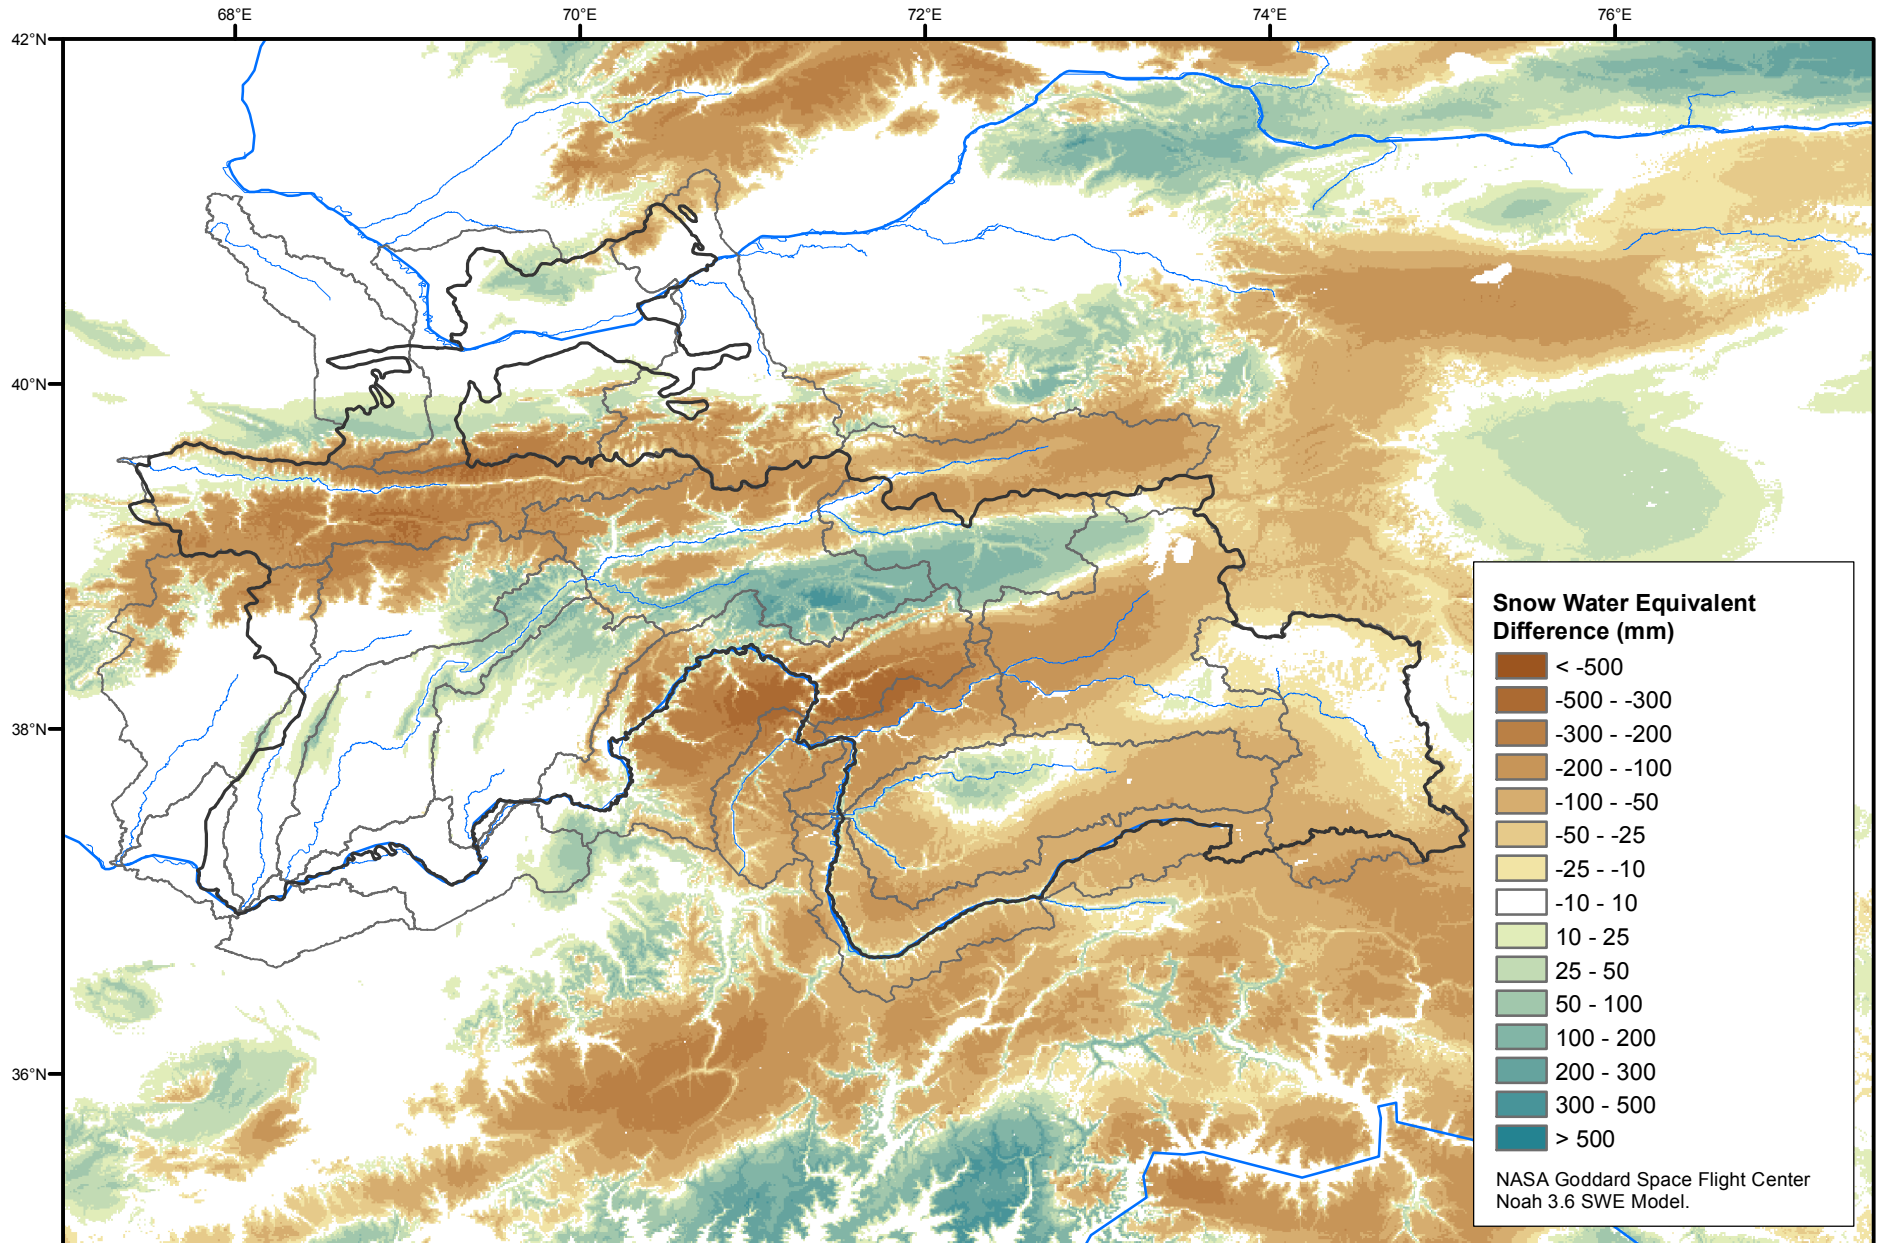 68°E
70°E
72°E
74°E
76°E
42°N
40°N
38°N
36°N
Snow Water Equivalent
Difference (mm)
< -500
-500 - -300
-300 - -200
-200 - -100
-100 - -50
-50 - -25
-25 - -10
-10 - 10
10 - 25
25 - 50
50 - 100
100 - 200
200 - 300
300 - 500
> 500
NASA Goddard Space Flight Center
Noah 3.6 SWE Model.